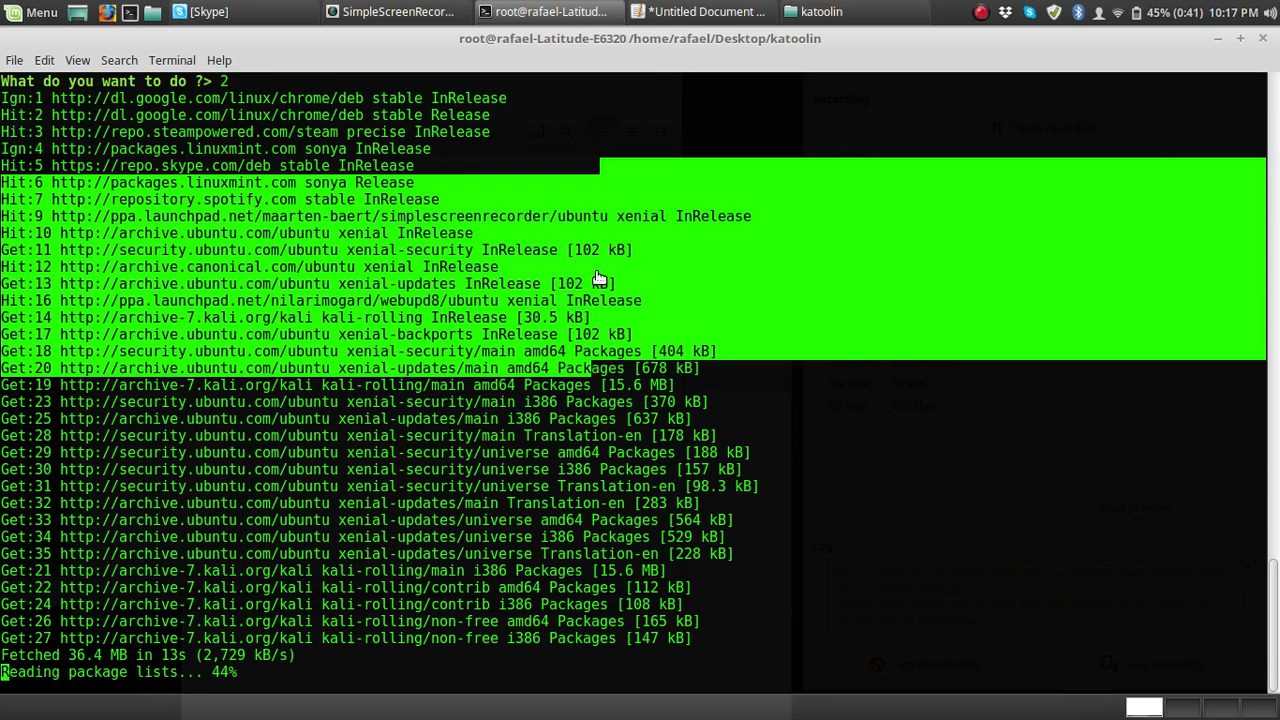 Menu
[Skype]
SimpleScreenRecor...
root@rafael-Latitud...
*Untitled Document ...
katoolin
45% (0:41)
10:17 PM
root@rafael-Latitude-E6320 /home/rafael/Desktop/katoolin
File Edit View Search Terminal Help
What do you want to do ?> 2
Ign:1 http://dl.google.com/linux/chrome/deb stable InRelease
Hit:2 http://dl.google.com/linux/chrome/deb stable Release
Hit:3 http://repo.steampowered.com/steam precise InRelease
Ign:4 http://packages.linuxmint.com sonya InRelease
Hit:5 https://repo.skype.com/deb stable InRelease
Hit:6 http://packages.linuxmint.com sonya Release
Hit:7 http://repository.spotify.com stable InRelease
Hit:9 http://ppa.launchpad.net/maarten-baert/simplescreenrecorder/ubuntu xenial InRelease
Hit:10 http://archive.ubuntu.com/ubuntu xenial InRelease
Get:11 http://security.ubuntu.com/ubuntu xenial-security InRelease [102 kB]
Hit:12 http://archive.canonical.com/ubuntu xenial InRelease
Get:13 http://archive.ubuntu.com/ubuntu xenial-updates InRelease [102 kB]
Hit:16 http://ppa.launchpad.net/nilarimogard/webupd8/ubuntu xenial InRelease
Get:14 http://archive-7.kali.org/kali kali-rolling InRelease [30.5 kB]
Get:17 http://archive.ubuntu.com/ubuntu xenial-backports InRelease [102 kB]
Get:18 http://security.ubuntu.com/ubuntu xenial-security/main amd64 Packages [404 kB]
Get:20 http://archive.ubuntu.com/ubuntu xenial-updates/main amd64 Packages [678 kB]
Get:19 http://archive-7.kali.org/kali kali-rolling/main amd64 Packages [15.6 MB]
Get:23 http://security.ubuntu.com/ubuntu xenial-security/main i386 Packages [370 kB]
Get:25 http://archive.ubuntu.com/ubuntu xenial-updates/main i386 Packages [637 kB]
Get:28 http://security.ubuntu.com/ubuntu xenial-security/main Translation-en [178 kB]
Get:29 http://security.ubuntu.com/ubuntu xenial-security/universe amd64 Packages [188 kB]
Get:30 http://security.ubuntu.com/ubuntu xenial-security/universe i386 Packages [157 kB]
Get:31 http://security.ubuntu.com/ubuntu xenial-security/universe Translation-en [98.3 kB]
Get:32 http://archive.ubuntu.com/ubuntu xenial-updates/main Translation-en [283 kB]
Get:33 http://archive.ubuntu.com/ubuntu xenial-updates/universe amd64 Packages [564 kB]
Get:34 http://archive.ubuntu.com/ubuntu xenial-updates/universe i386 Packages [529 kB]
Get:35 http://archive.ubuntu.com/ubuntu xenial-updates/universe Translation-en [228 kB]
Get:21 http://archive-7.kali.org/kali kali-rolling/main i386 Packages [15.6 MB]
Get:22 http://archive-7.kali.org/kali kali-rolling/contrib amd64 Packages [112 kB]
Get:24 http://archive-7.kali.org/kali kali-rolling/contrib i386 Packages [108 kB]
Get:26 http://archive-7.kali.org/kali kali-rolling/non-free amd64 Packages [165 kB]
Get:27 http://archive-7.kali.org/kali kali-rolling/non-free i386 Packages [147 kB]
Fetched 36.4 MB in 13s (2,729 kB/s)
Reading package lists... 44%
Recording
Pause recording
Start preview
Log
Cancel recording
Save recording